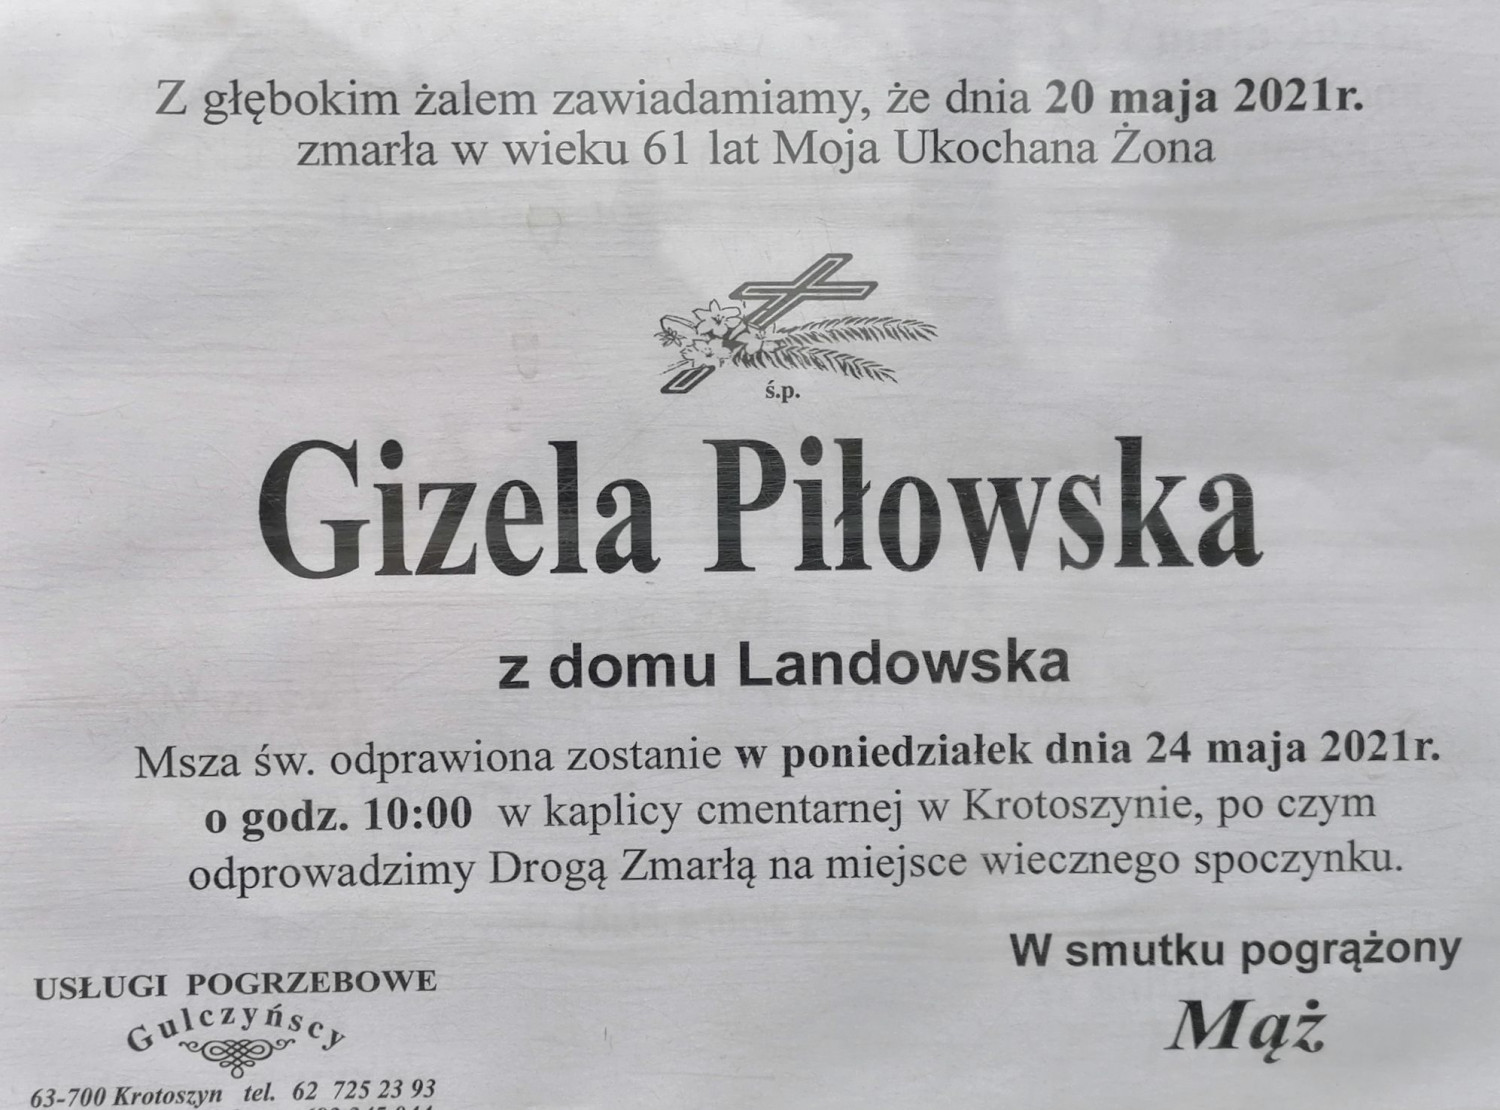 Z głębokim żalem zawiadamiamy, że dnia 20 maja 2021r.
zmarła w wieku 61 lat Moja Ukochana Żona
ś.p.
Gizela Piłowska
z domu Landowska
Msza św. odprawiona zostanie w poniedziałek dnia 24 maja 2021r.
o godz. 10:00 w kaplicy cmentarnej w Krotoszynie, po czym
odprowadzimy Drogą Zmarłą na miejsce wiecznego spoczynku.
W smutku pogrążony
Mąż
USŁUGI POGRZEBOWE
Gulczyńscy
63-700 Krotoszyn tel. 62 725 23 93